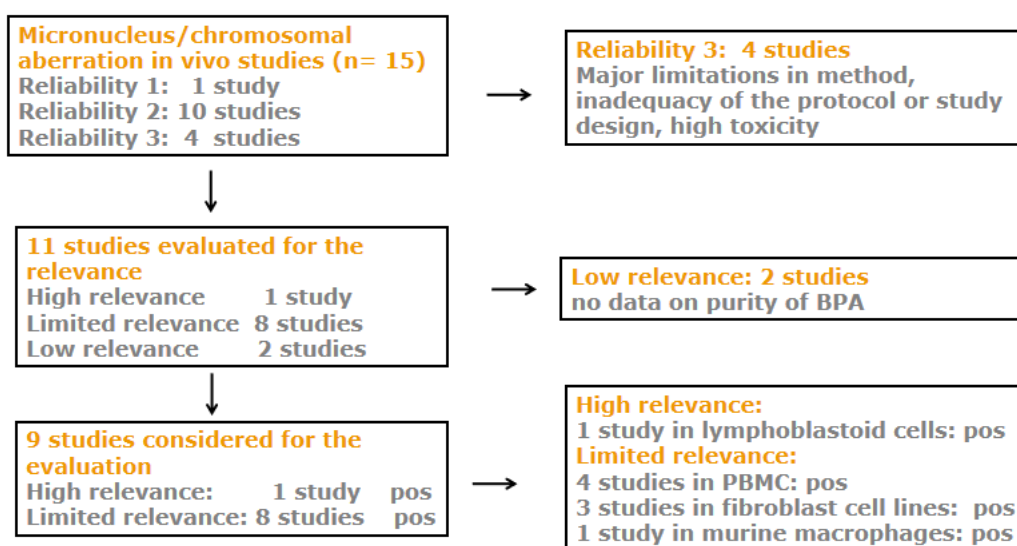 Micronucleus/chromosomal
aberration in vivo studies (n= 15)
Reliability 1: 1 study
Reliability 2: 10 studies
Reliability 3: 4 studies
Reliability 3: 4 studies
Major limitations in method,
inadequacy of the protocol or study
design, high toxicity
11 studies evaluated for the
relevance
High relevance 1 study
Limited relevance 8 studies
Low relevance 2 studies
Low relevance: 2 studies
no data on purity of BPA
9 studies considered for the
evaluation
High relevance: 1 study pos
Limited relevance: 8 studies pos
High relevance:
1 study in lymphoblastoid cells: pos
Limited relevance:
4 studies in PBMC: pos
3 studies in fibroblast cell lines: pos
1 study in murine macrophages: pos